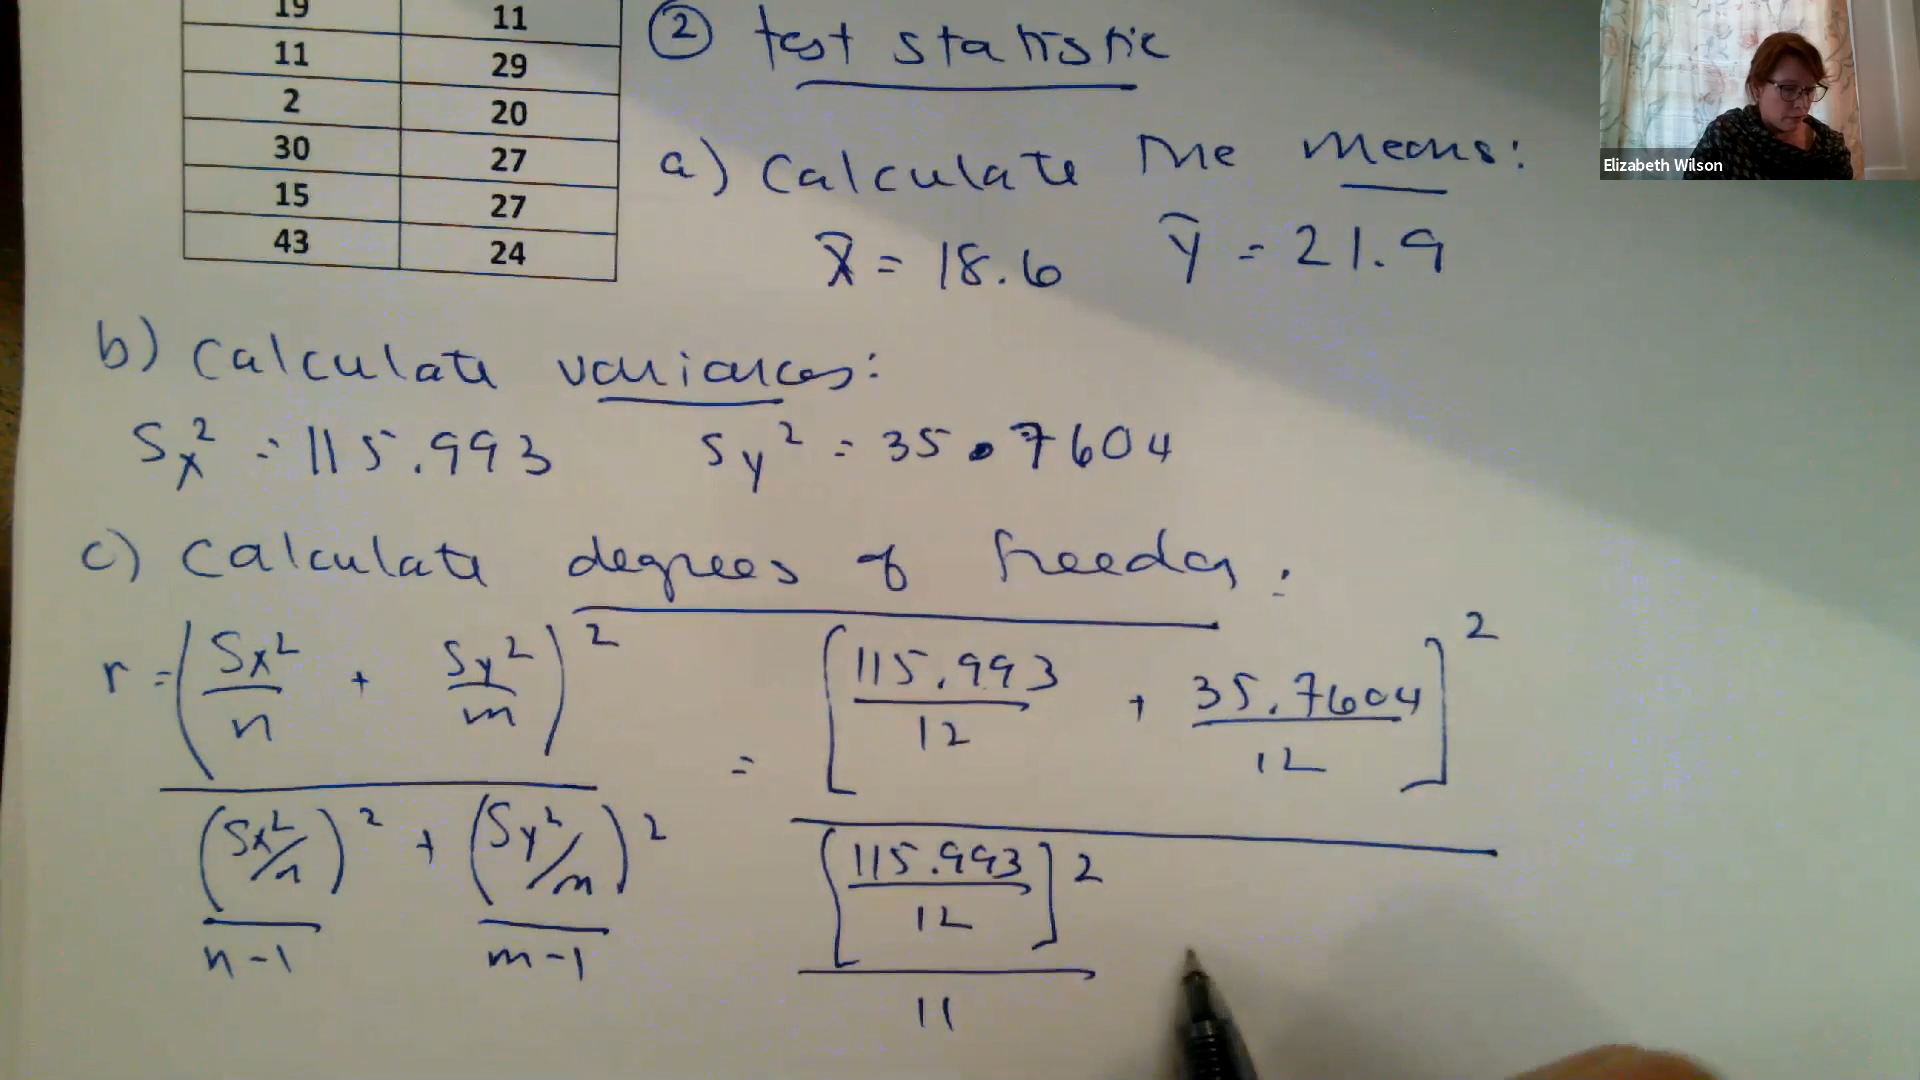 19 11
11 29
2 20
30 27
15 27
43 24
② test statistic
a) Calculate the means:
x̄ = 18.6 ȳ = 21.9
Elizabeth Wilson
b) Calculate variances:
Sx² = 115.993 Sy² = 35.7604
c) Calculate degrees of freedom:
r = (Sx²/n + Sy²/m)² / ((Sx²/n)²/(n-1) + (Sy²/m)²/(m-1)) = [115.993/12 + 35.7604/12]² / [115.993/12]²/11